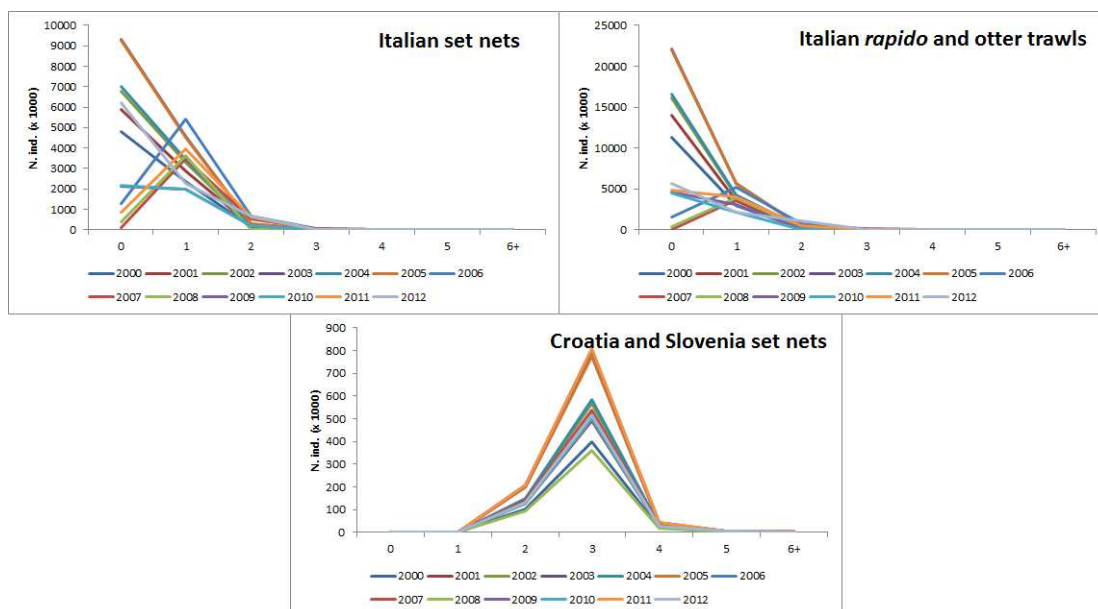 Italian set nets
10000
9000
8000
7000
6000
5000
4000
3000
2000
1000
0
N. ind. (x 1000)
0 1 2 3 4 5 6+
2000 2001 2002 2003 2004 2005 2006
2007 2008 2009 2010 2011 2012
Italian rapido and otter trawls
25000
20000
15000
10000
5000
0
N. ind. (x 1000)
0 1 2 3 4 5 6+
2000 2001 2002 2003 2004 2005 2006
2007 2008 2009 2010 2011 2012
Croatia and Slovenia set nets
900
800
700
600
500
400
300
200
100
0
N. ind. (x 1000)
0 1 2 3 4 5 6+
2000 2001 2002 2003 2004 2005 2006
2007 2008 2009 2010 2011 2012